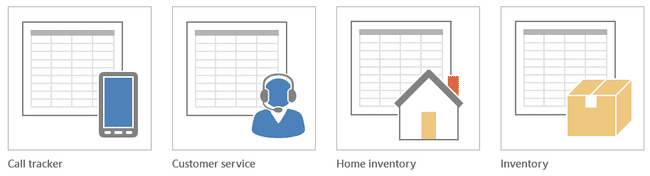 Call tracker
Customer service
Home inventory
Inventory